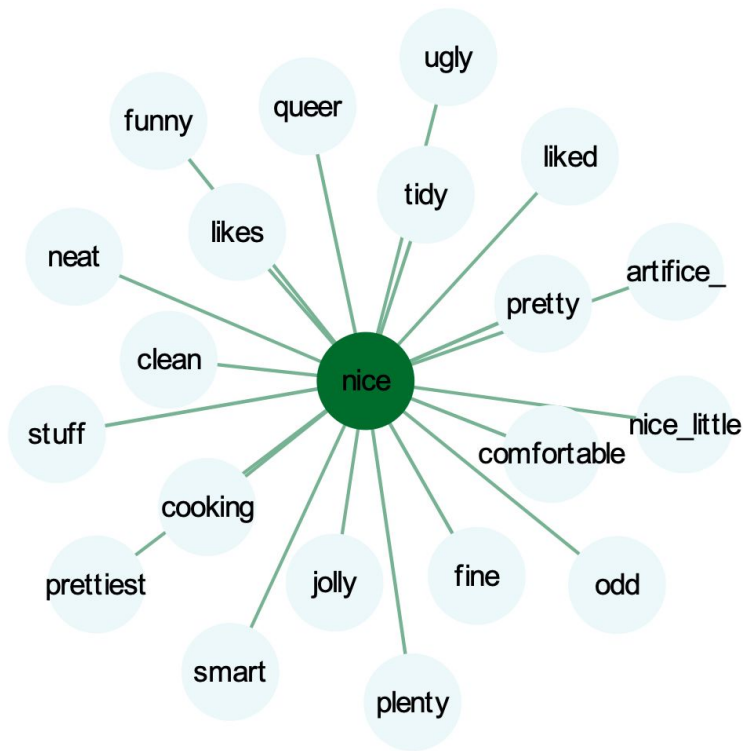 ugly
funny
queer
liked
tidy
likes
neat
artifice_
pretty
clean
nice
nice_little
stuff
comfortable
cooking
prettiest
jolly
fine
odd
smart
plenty